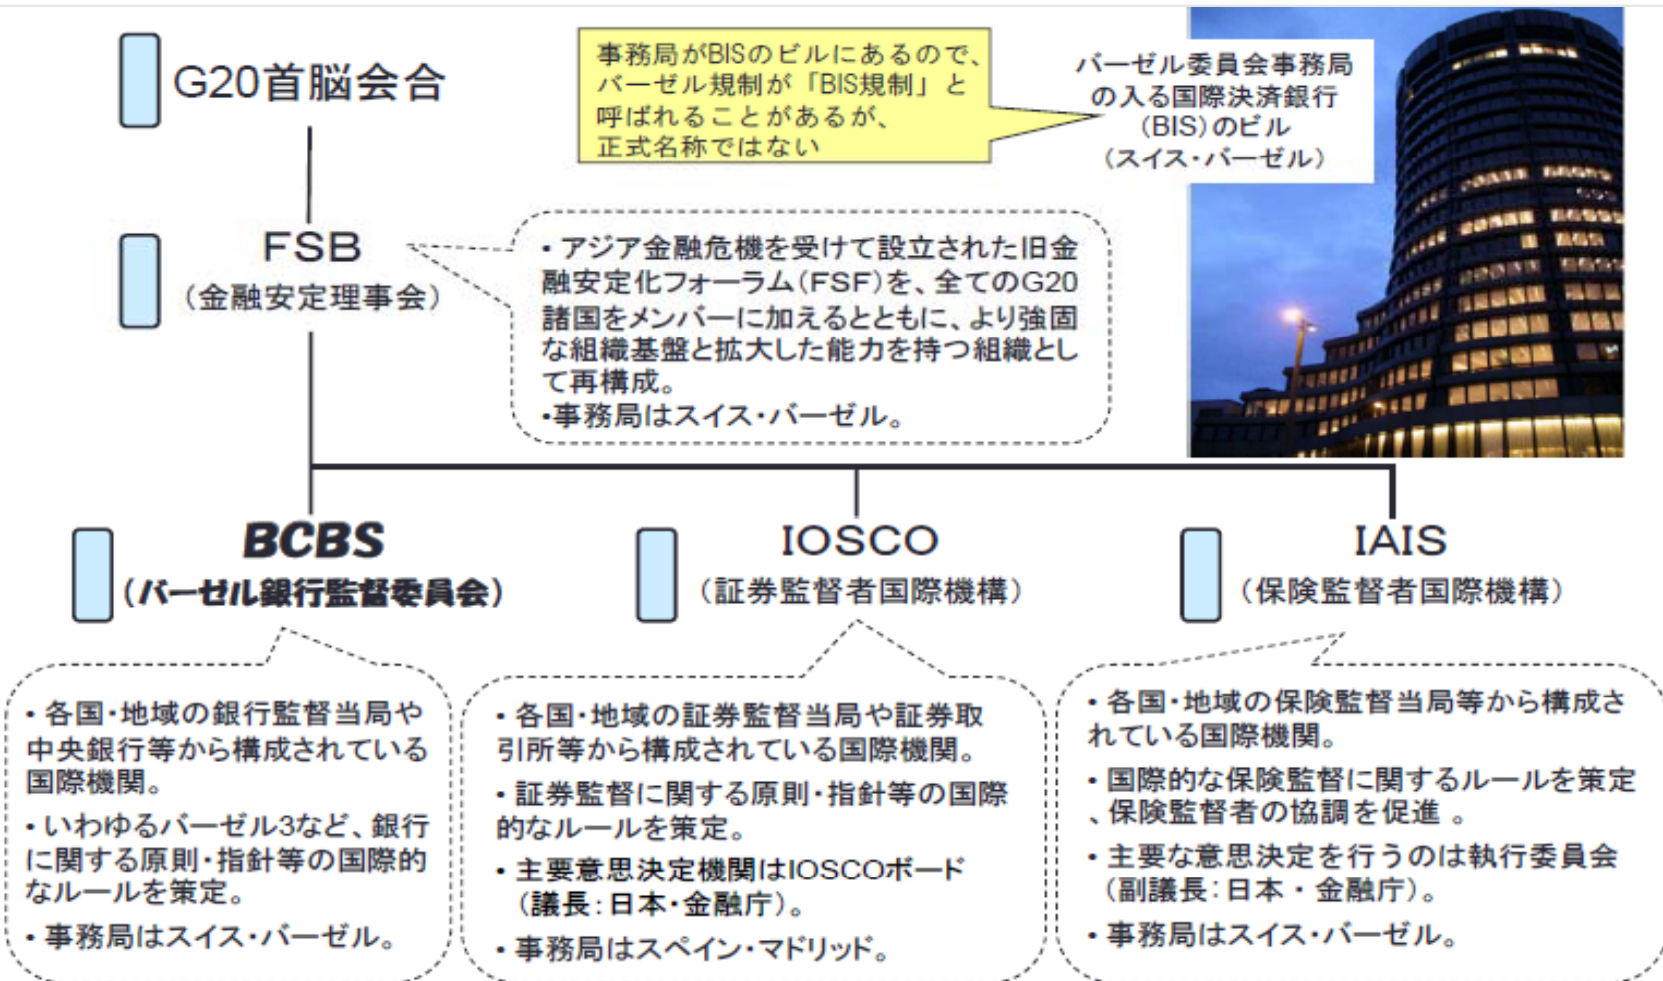 G20首脳会合
事務局がBISのビルにあるので、
バーゼル規制が「BIS規制」と
呼ばれることがあるが、
正式名称ではない
バーゼル委員会事務局
の入る国際決済銀行
(BIS)のビル
(スイス・バーゼル)
FSB
(金融安定理事会)
・アジア金融危機を受けて設立された旧金
融安定化フォーラム(FSF)を、全てのG20
諸国をメンバーに加えるとともに、より強固
な組織基盤と拡大した能力を持つ組織とし
て再構成。
・事務局はスイス・バーゼル。
BCBS
(バーゼル銀行監督委員会)
・各国・地域の銀行監督当局や
中央銀行等から構成されている
国際機関。
・いわゆるバーゼル3など、銀行
に関する原則・指針等の国際的
なルールを策定。
・事務局はスイス・バーゼル。
IOSCO
(証券監督者国際機構)
・各国・地域の証券監督当局や証券取
引所等から構成されている国際機関。
・証券監督に関する原則・指針等の国際
的なルールを策定。
・主要意思決定機関はIOSCOボード
(議長:日本・金融庁)。
・事務局はスペイン・マドリッド。
IAIS
(保険監督者国際機構)
・各国・地域の保険監督当局等から構成さ
れている国際機関。
・国際的な保険監督に関するルールを策定
、保険監督者の協調を促進 。
・主要な意思決定を行うのは執行委員会
(副議長:日本・金融庁)。
・事務局はスイス・バーゼル。